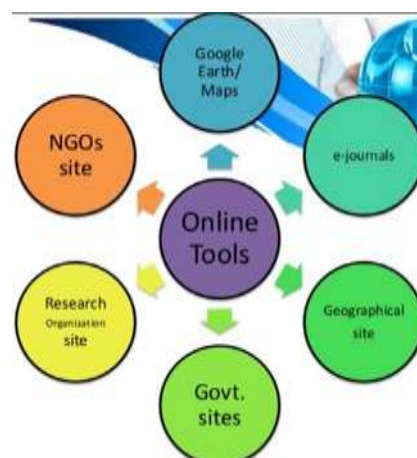 Google
Earth/
Maps
NGOs
site
e-journals
Online
Tools
Research
Organization
site
Geographical
site
Govt.
sites